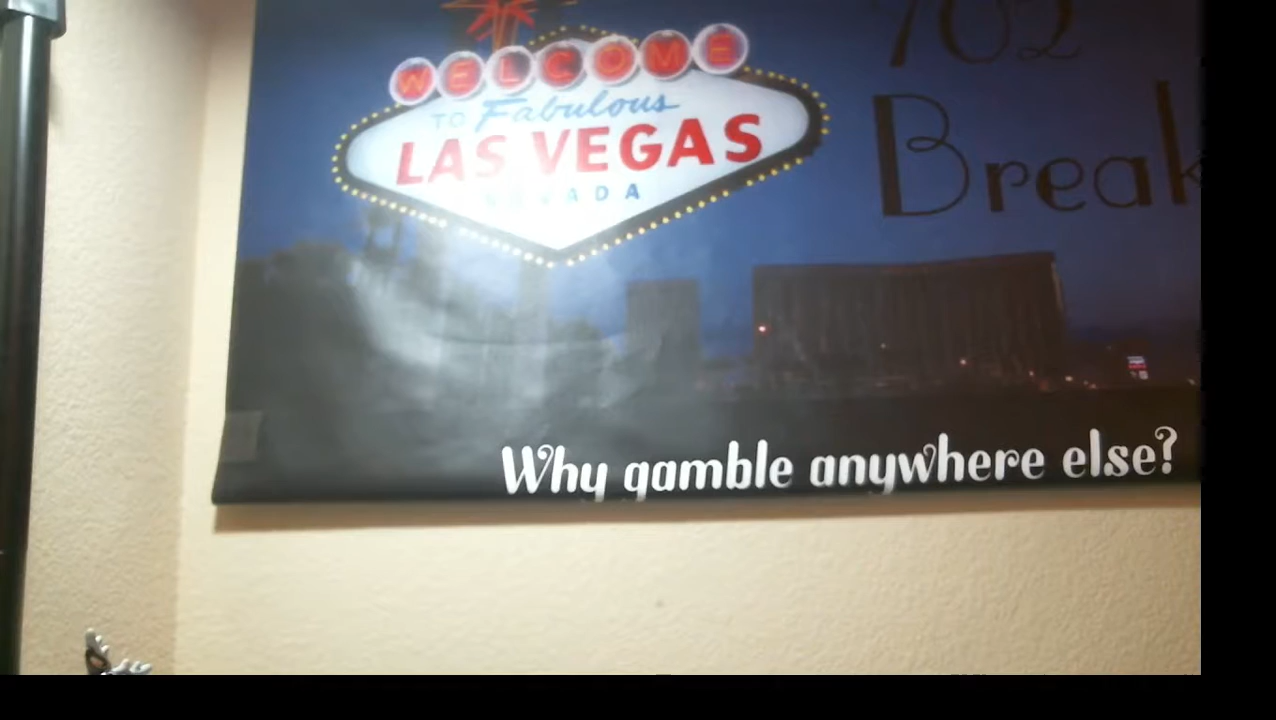 WELCOME
TO Fabulous
LAS VEGAS
NEVADA
702
Break
Why gamble anywhere else?